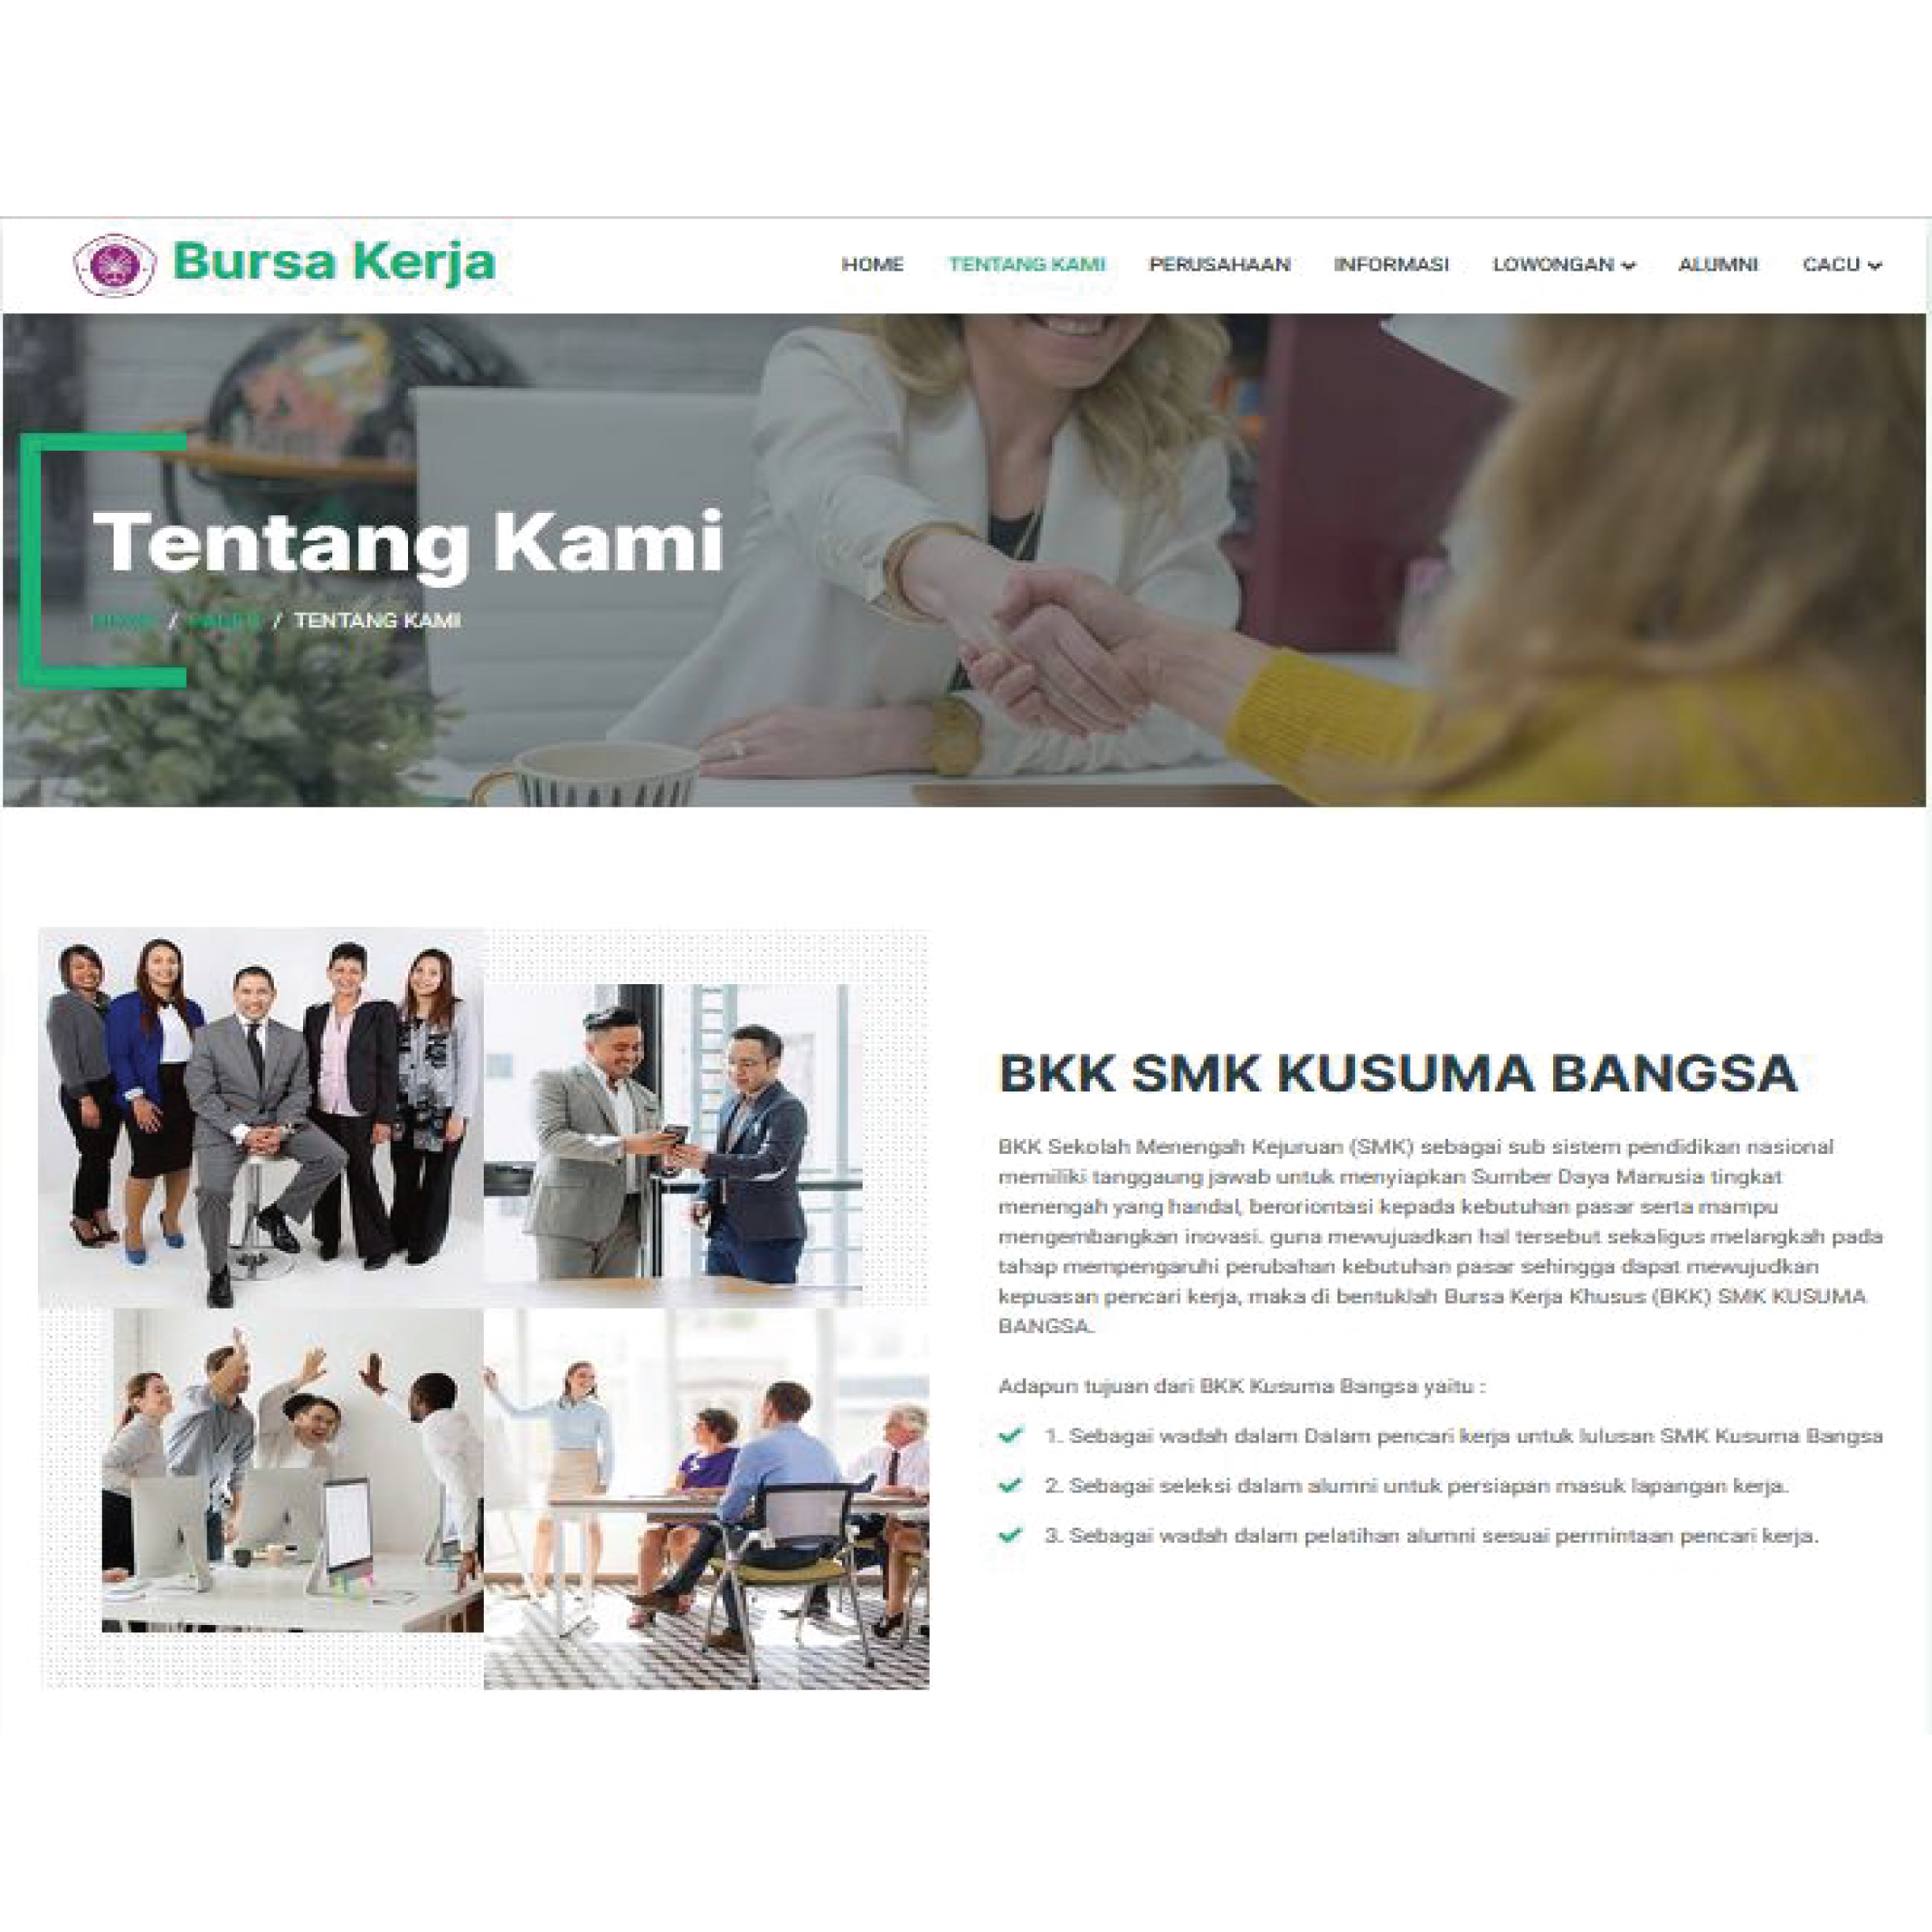 Bursa Kerja
HOME TENTANG KAMI PERUSAHAAN INFORMASI LOWONGAN ALUMNI CACU
Tentang Kami
HOME / PAGES / TENTANG KAMI
BKK SMK KUSUMA BANGSA
BKK Sekolah Menengah Kejuruan (SMK) sebagai sub sistem pendidikan nasional
memiliki tanggaung jawab untuk menyiapkan Sumber Daya Manusia tingkat
menengah yang handal, beroriontasi kepada kebutuhan pasar serta mampu
mengembangkan inovasi. guna mewujuadkan hal tersebut sekaligus melangkah pada
tahap mempengaruhi perubahan kebutuhan pasar sehingga dapat mewujudkan
kepuasan pencari kerja, maka di bentuklah Bursa Kerja Khusus (BKK) SMK KUSUMA
BANGSA.
Adapun tujuan dari BKK Kusuma Bangsa yaitu :
1. Sebagai wadah dalam Dalam pencari kerja untuk lulusan SMK Kusuma Bangsa
2. Sebagai seleksi dalam alumni untuk persiapan masuk lapangan kerja.
3. Sebagai wadah dalam pelatihan alumni sesuai permintaan pencari kerja.